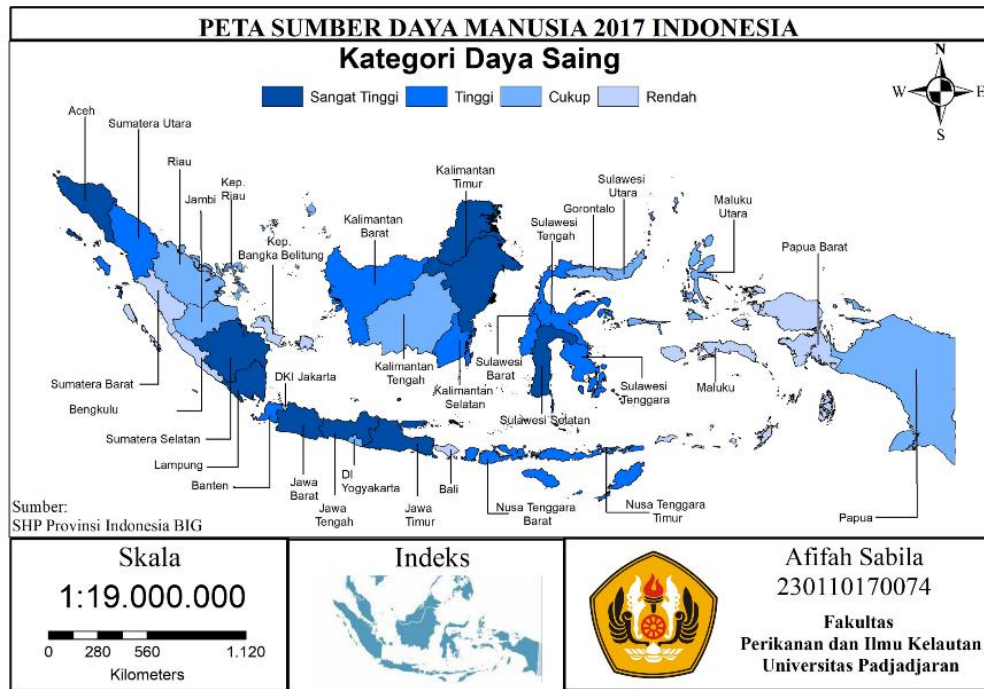 PETA SUMBER DAYA MANUSIA 2017 INDONESIA
Kategori Daya Saing
Sangat Tinggi
Tinggi
Cukup
Rendah
N
W
E
S
Aceh
Sumatera Utara
Riau
Jambi
Kep.
Riau
Kep.
Bangka Belitung
Kalimantan
Barat
Kalimantan
Timur
Sulawesi
Tengah
Gorontalo
Sulawesi
Utara
Maluku
Utara
Papua Barat
Sumatera Barat
Bengkulu
Sumatera Selatan
Lampung
Banten
DKI Jakarta
Jawa
Barat
Jawa
Tengah
DI
Yogyakarta
Jawa
Timur
Bali
Kalimantan
Tengah
Kalimantan
Selatan
Sulawesi
Barat
Sulawesi Selatan
Sulawesi
Tenggara
Maluku
Nusa Tenggara
Barat
Nusa Tenggara
Timur
Papua
Sumber:
SHP Provinsi Indonesia BIG
Skala
1:19.000.000
0 280 560 1.120
Kilometers
Indeks
Afifah Sabila
230110170074
Fakultas
Perikanan dan Ilmu Kelautan
Universitas Padjadjaran